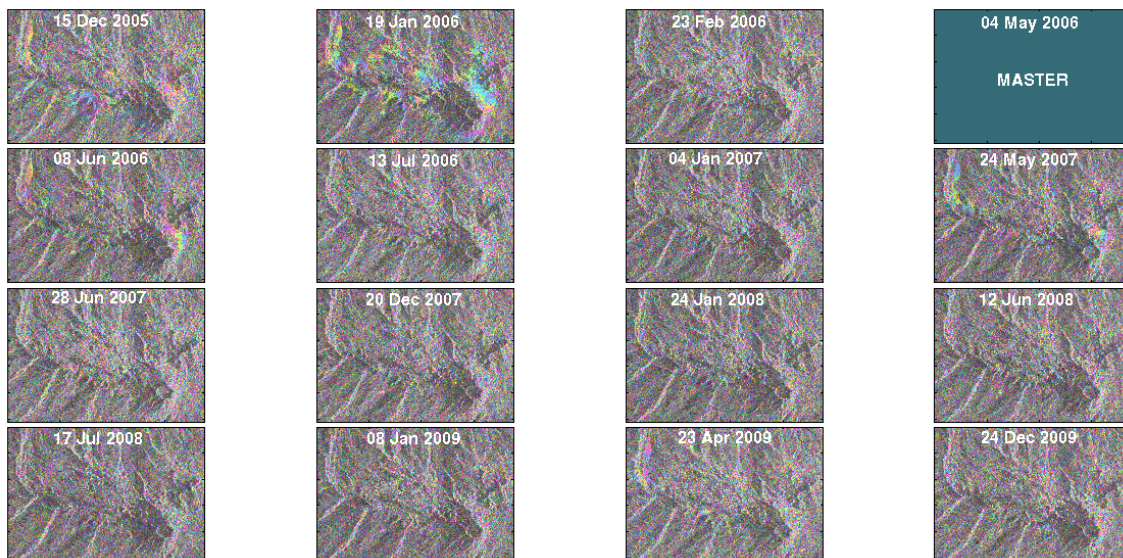 15 Dec 2005
19 Jan 2006
23 Feb 2006
04 May 2006
MASTER
08 Jun 2006
13 Jul 2006
04 Jan 2007
24 May 2007
28 Jun 2007
20 Dec 2007
24 Jan 2008
12 Jun 2008
17 Jul 2008
08 Jan 2009
23 Apr 2009
24 Dec 2009